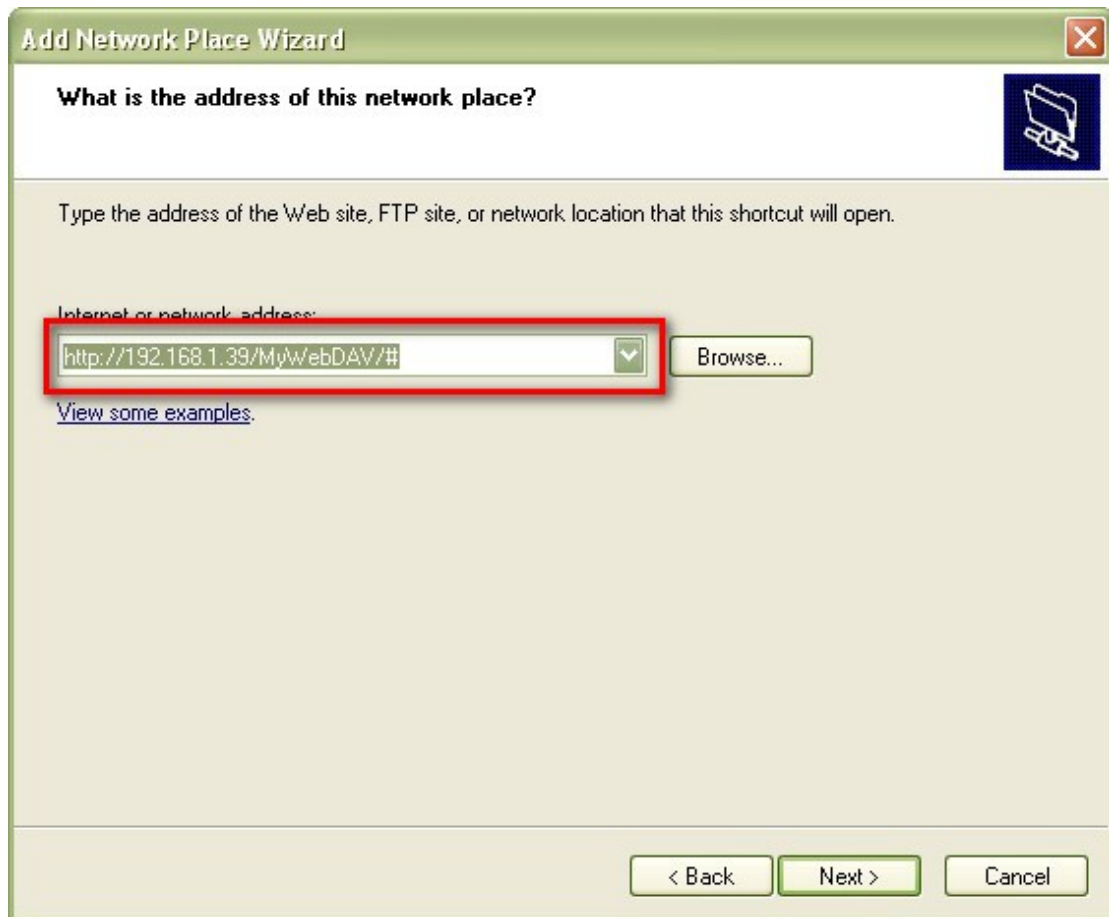 Add Network Place Wizard
What is the address of this network place?
Type the address of the Web site, FTP site, or network location that this shortcut will open.
Internet or network address:
http://192.168.1.39/MyWebDAV/#
Browse...
View some examples.
< Back
Next >
Cancel